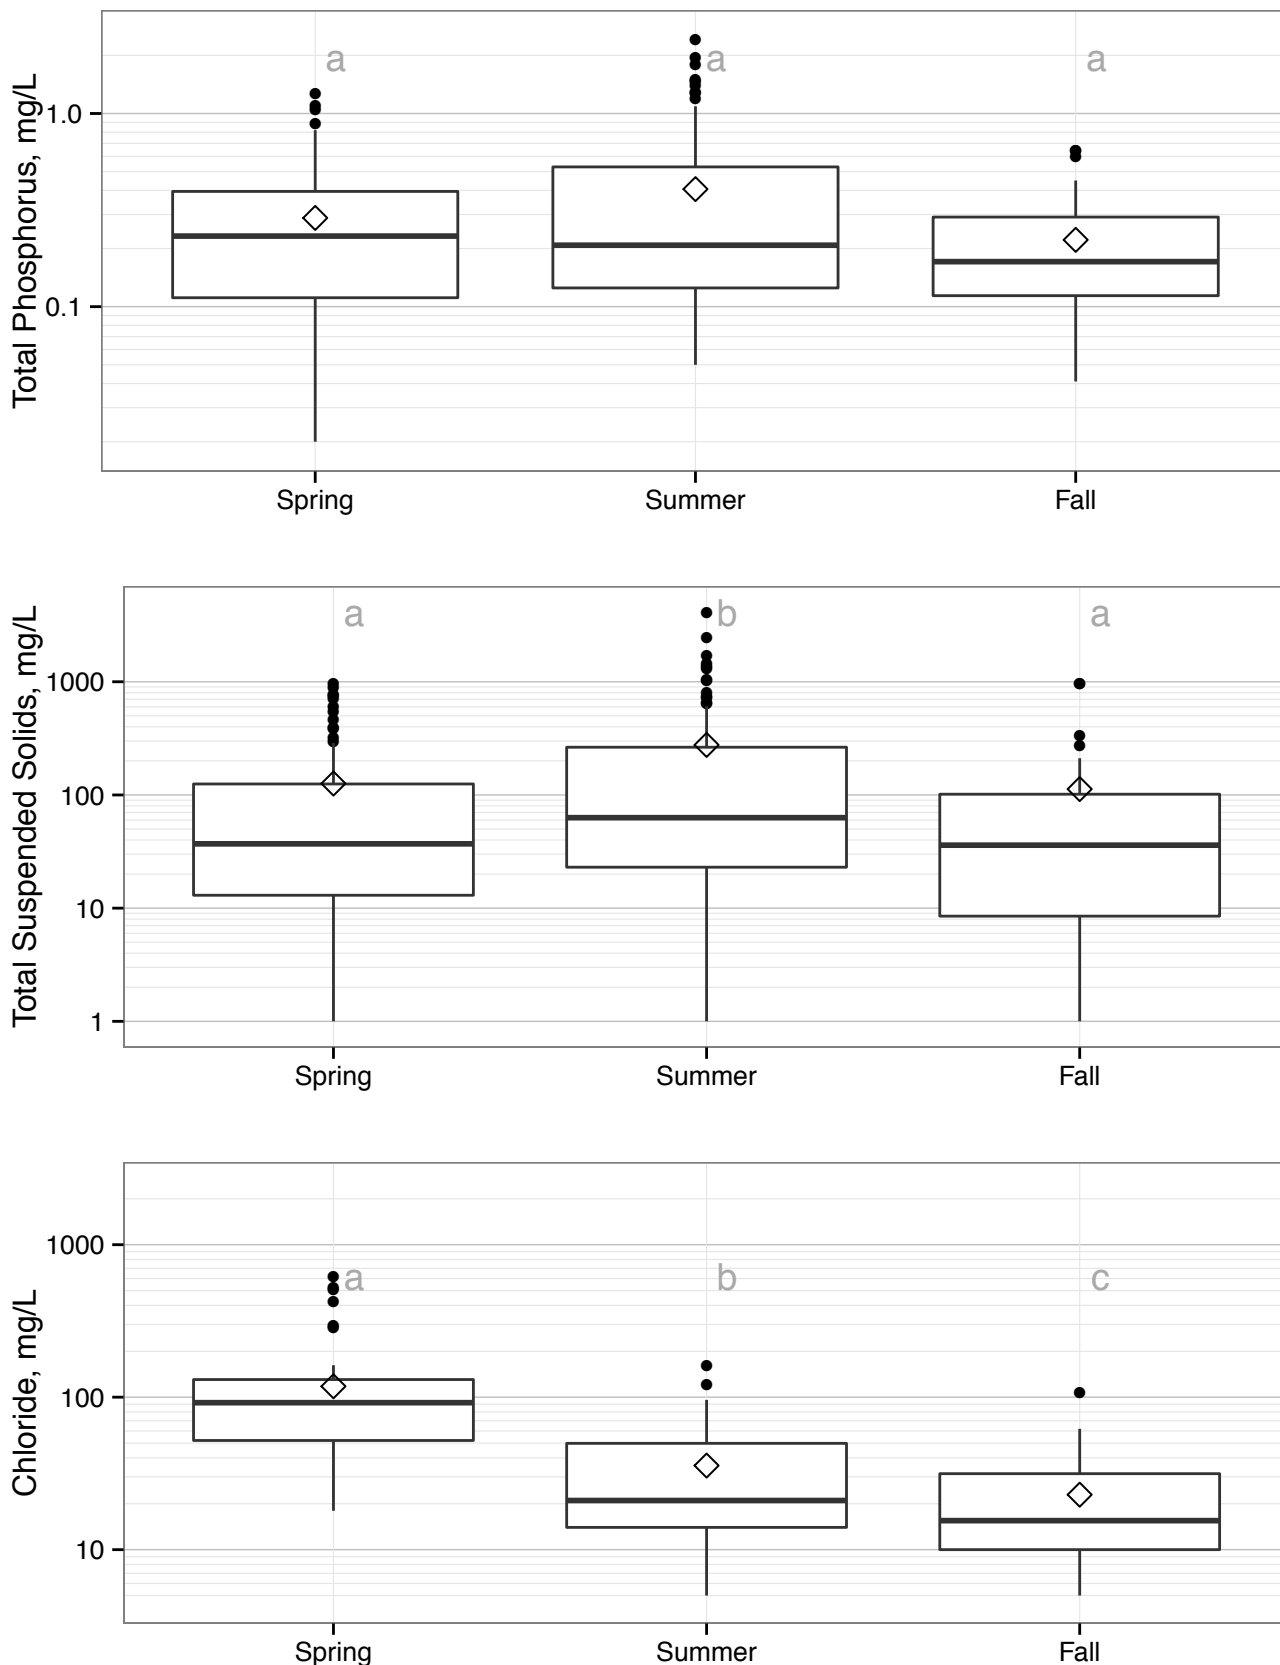 Total Phosphorus, mg/L
a a a
1.0
0.1
Spring Summer Fall
Total Suspended Solids, mg/L
a b a
1000
100
10
1
Spring Summer Fall
Chloride, mg/L
1000
a b c
100
10
Spring Summer Fall